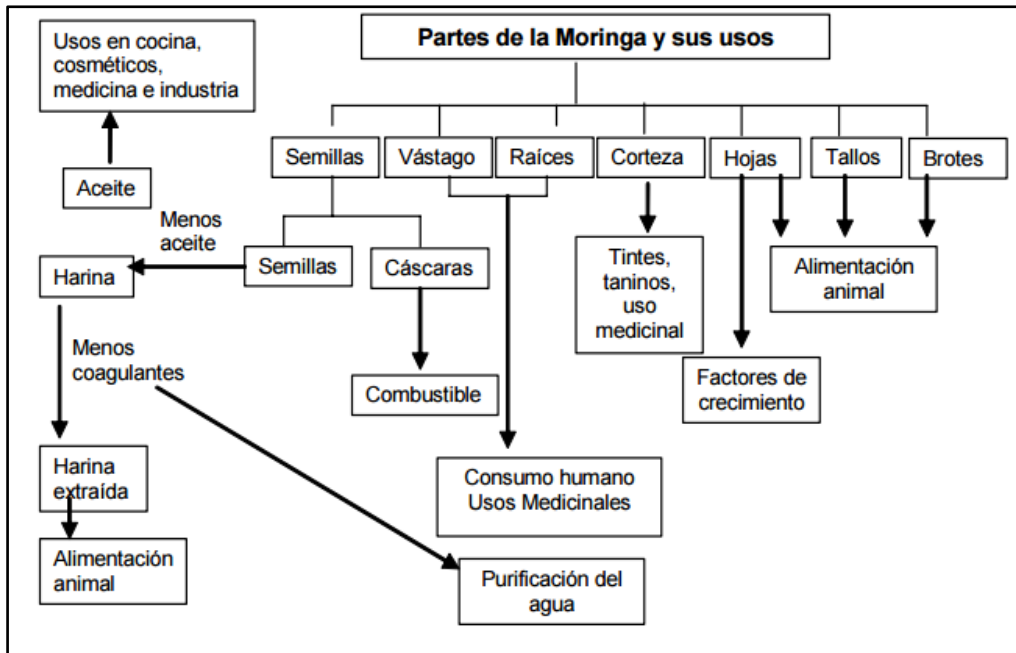 Usos en cocina,
cosméticos,
medicina e industria
Partes de la Moringa y sus usos
Semillas
Vástago
Raíces
Corteza
Hojas
Tallos
Brotes
Aceite
Menos
aceite
Harina
Semillas
Cáscaras
Tintes,
taninos,
uso
medicinal
Alimentación
animal
Menos
coagulantes
Combustible
Factores de
crecimiento
Harina
extraída
Consumo humano
Usos Medicinales
Alimentación
animal
Purificación del
agua